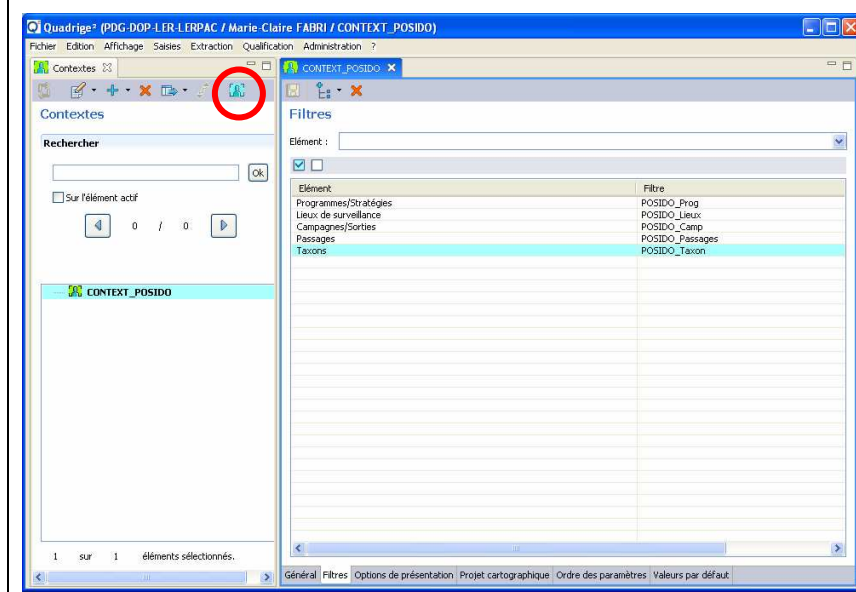 Quadrige² (PDG-DOP-LER-LERPAC / Marie-Claire FABRI / CONTEXT_POSIDO)
Fichier Edition Affichage Saisies Extraction Qualification Administration ?
Contextes
CONTEXT_POSIDO
Contextes
Filtres
Rechercher
Elément :
Ok
Sur l'élément actif
0 / 0
Elément Filtre
Programmes/Stratégies POSIDO_Prog
Lieux de surveillance POSIDO_Lieux
Campagnes/Sorties POSIDO_Camp
Passages POSIDO_Passages
Taxons POSIDO_Taxon
CONTEXT_POSIDO
1 sur 1 éléments sélectionnés.
Général Filtres Options de présentation Projet cartographique Ordre des paramètres Valeurs par défaut